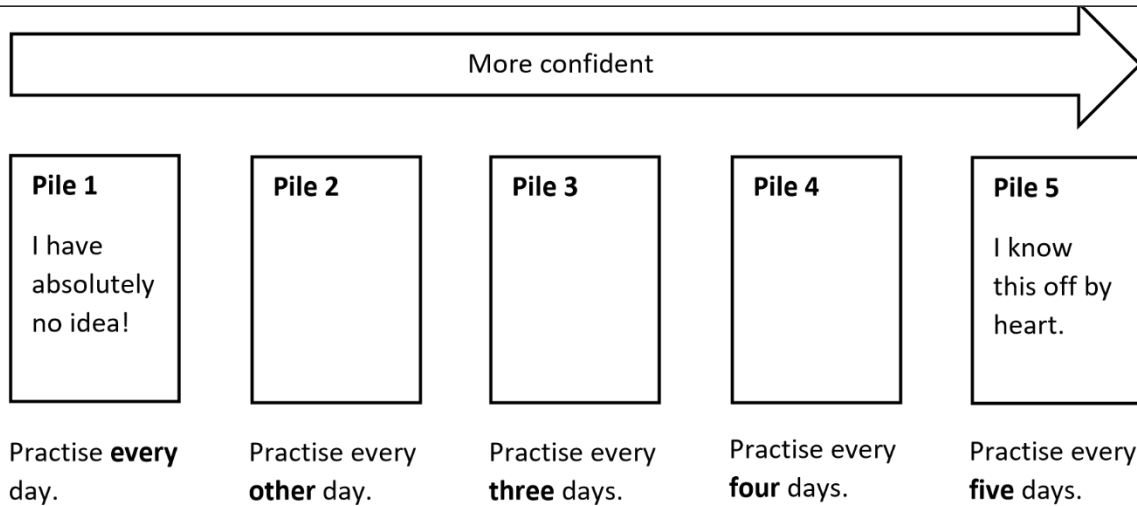 More confident
Pile 1
I have
absolutely
no idea!
Practise every
day.
Pile 2
Practise every
other day.
Pile 3
Practise every
three days.
Pile 4
Practise every
four days.
Pile 5
I know
this off by
heart.
Practise every
five days.